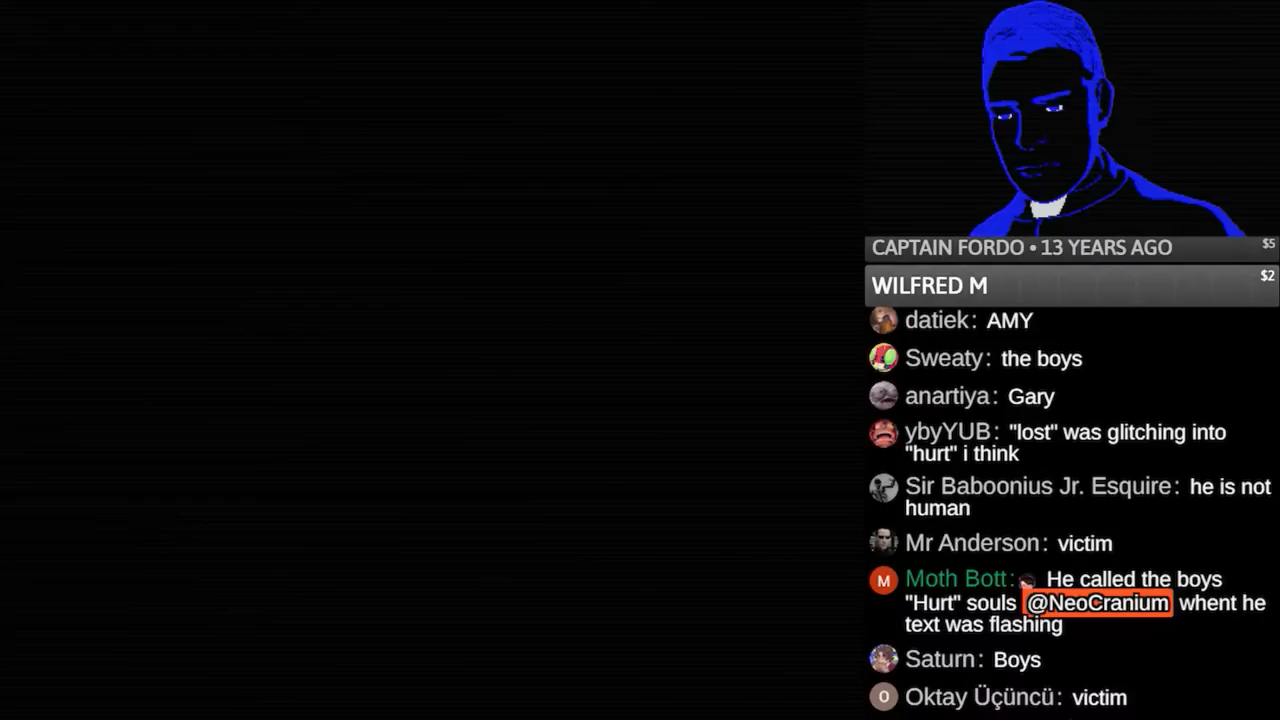 CAPTAIN FORDO • 13 YEARS AGO $5
WILFRED M $2
datiek: AMY
Sweaty: the boys
anartiya: Gary
ybyYUB: "lost" was glitching into
"hurt" i think
Sir Baboonius Jr. Esquire: he is not
human
Mr Anderson: victim
M Moth Bott: He called the boys
"Hurt" souls @NeoCranium whent he
text was flashing
Saturn: Boys
O Oktay Üçüncü: victim